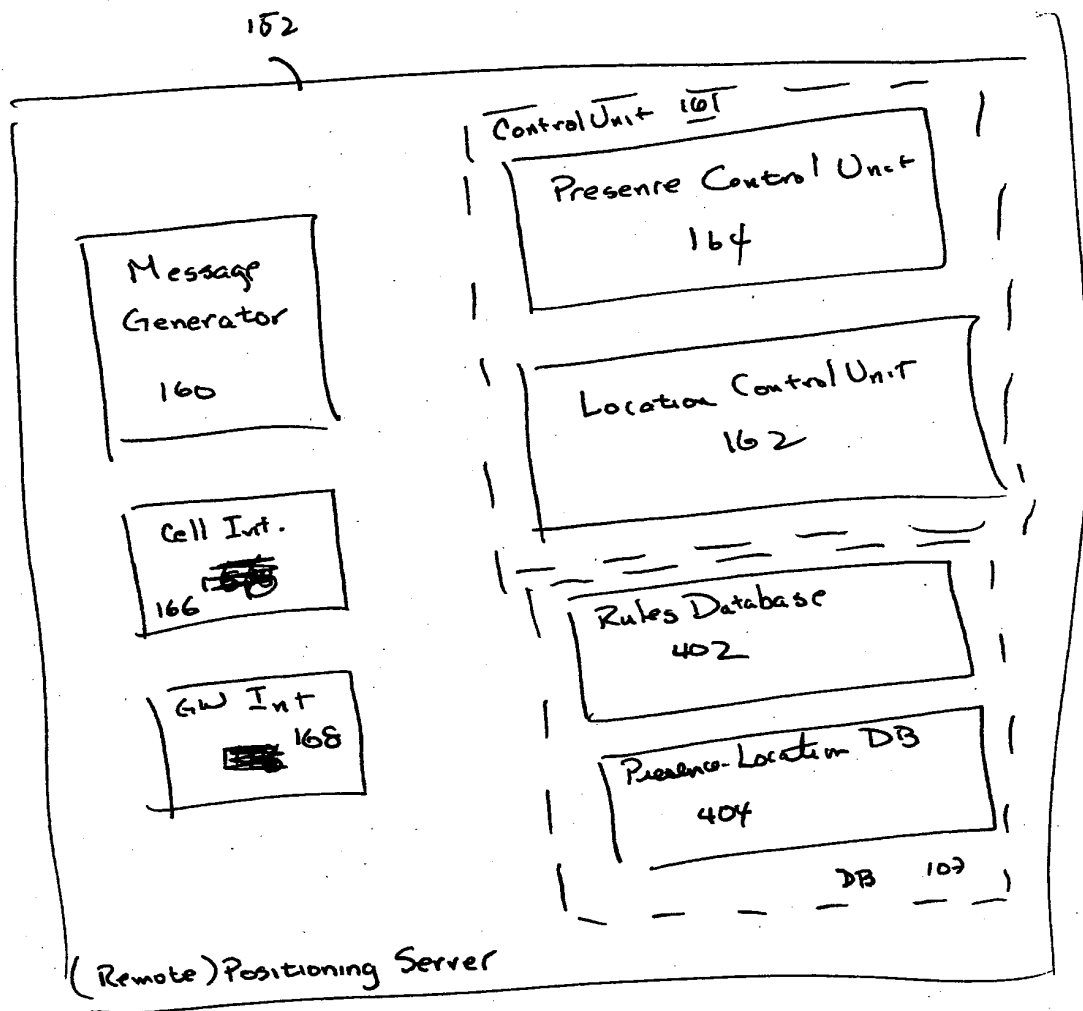 152
Control Unit 161
Presence Control Unit
164
Message
Generator
160
Location Control Unit
162
Cell Int.
166
Rules Database
402
GW Int
168
Presence-Location DB
404
DB 107
(Remote) Positioning Server